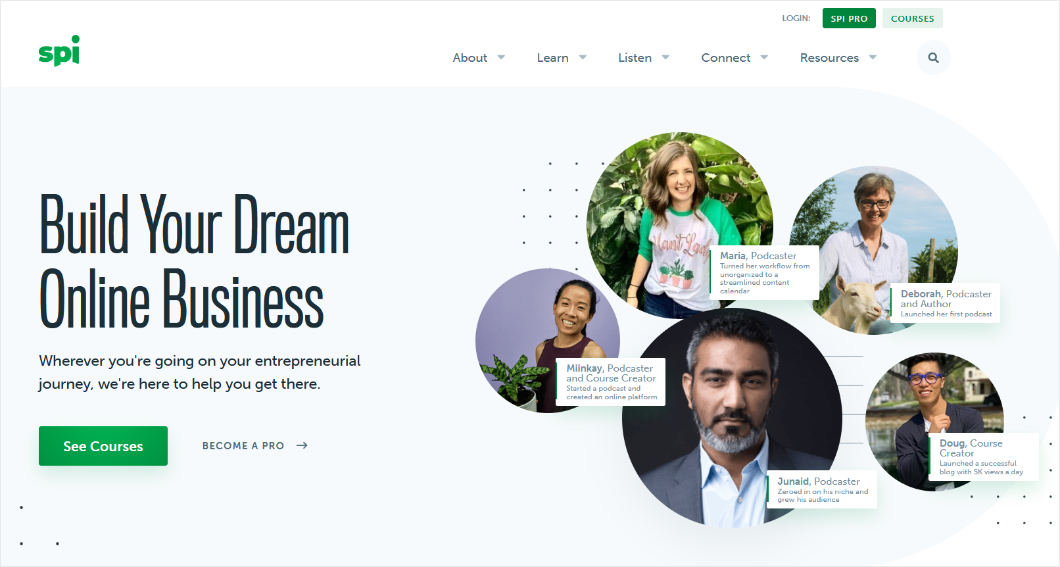 LOGIN: SPI PRO COURSES
spi
About Learn Listen Connect Resources
Build Your Dream
Online Business
Wherever you're going on your entrepreneurial
journey, we're here to help you get there.
See Courses BECOME A PRO →
Maria, Podcaster
Turned her workflow from
unorganized to a
streamlined content
calendar
Deborah, Podcaster
and Author
Launched her first podcast
Miinkay, Podcaster
and Course Creator
Started a podcast and
created an online platform
Junaid, Podcaster
Zeroed in on his niche and
grew his audience
Doug, Course
Creator
Launched a successful
blog with 5K views a day
Plant Lady